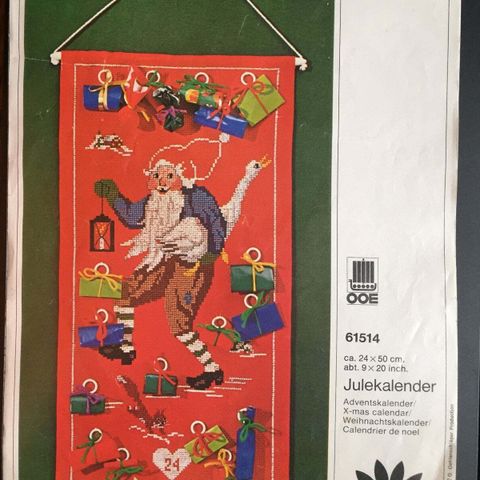 24
OOE
61514
ca. 24 × 50 cm.
abt. 9 × 20 inch.
Julekalender
Adventskalender/
X-mas calendar/
Weihnachtskalender/
Calendrier de noel